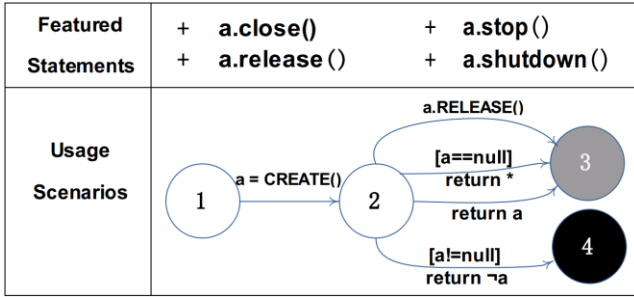 Featured
Statements
+ a.close()
+ a.stop()
+ a.release()
+ a.shutdown()
Usage
Scenarios
1
a = CREATE()
2
a.RELEASE()
[a==null]
return *
return a
3
[a!=null]
return ¬a
4